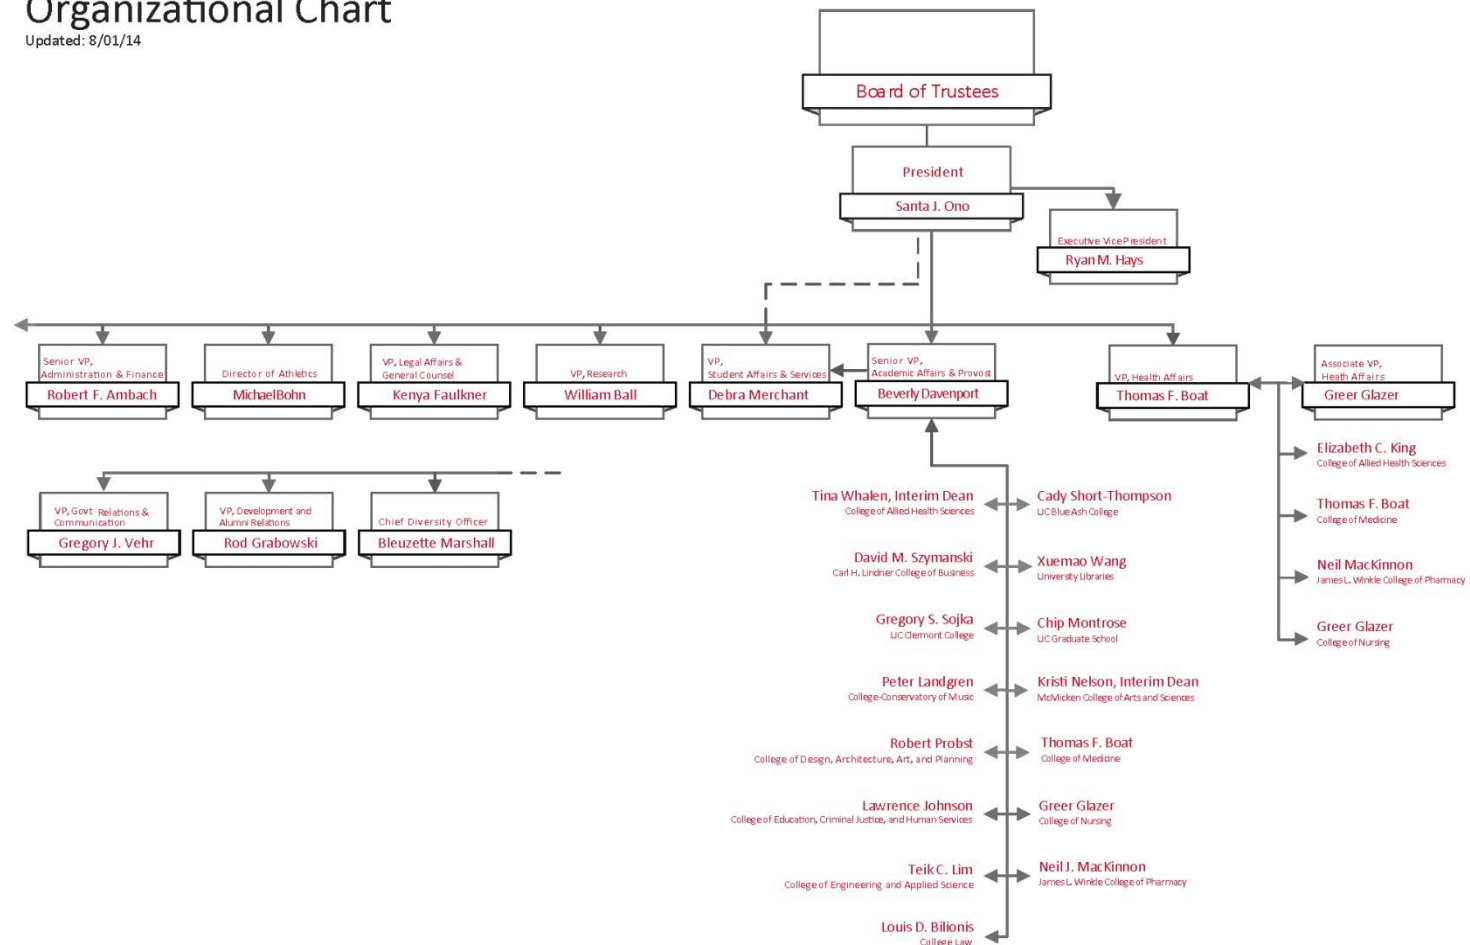 Organizational Chart
Updated: 8/01/14
Board of Trustees
President
Santa J. Ono
Executive Vice President
Ryan M. Hays
Senior VP,
Administration & Finance
Robert F. Ambach
Director of Athletics
Michael Bohn
VP, Legal Affairs &
General Counsel
Kenya Faulkner
VP, Research
William Ball
VP,
Student Affairs & Services
Debra Merchant
Senior VP,
Academic Affairs & Provost
Beverly Davenport
VP, Health Affairs
Thomas F. Boat
Associate VP,
Heath Affairs
Greer Glazer
Elizabeth C. King
College of Allied Health Sciences
Thomas F. Boat
College of Medicine
Neil MacKinnon
James L. Winkle College of Pharmacy
Greer Glazer
College of Nursing
VP, Govt Relations &
Communication
Gregory J. Vehr
VP, Development and
Alumni Relations
Rod Grabowski
Chief Diversity Officer
Bleuzette Marshall
Tina Whalen, Interim Dean
College of Allied Health Sciences
Cady Short-Thompson
UC Blue Ash College
David M. Szymanski
Carl H. Lindner College of Business
Xuemao Wang
University Libraries
Gregory S. Sojka
UC Clermont College
Chip Montrose
UC Graduate School
Peter Landgren
College-Conservatory of Music
Kristi Nelson, Interim Dean
McMicken College of Arts and Sciences
Robert Probst
College of Design, Architecture, Art, and Planning
Thomas F. Boat
College of Medicine
Lawrence Johnson
College of Education, Criminal Justice, and Human Services
Greer Glazer
College of Nursing
Teik C. Lim
College of Engineering and Applied Science
Neil J. MacKinnon
James L. Winkle College of Pharmacy
Louis D. Bilionis
College Law